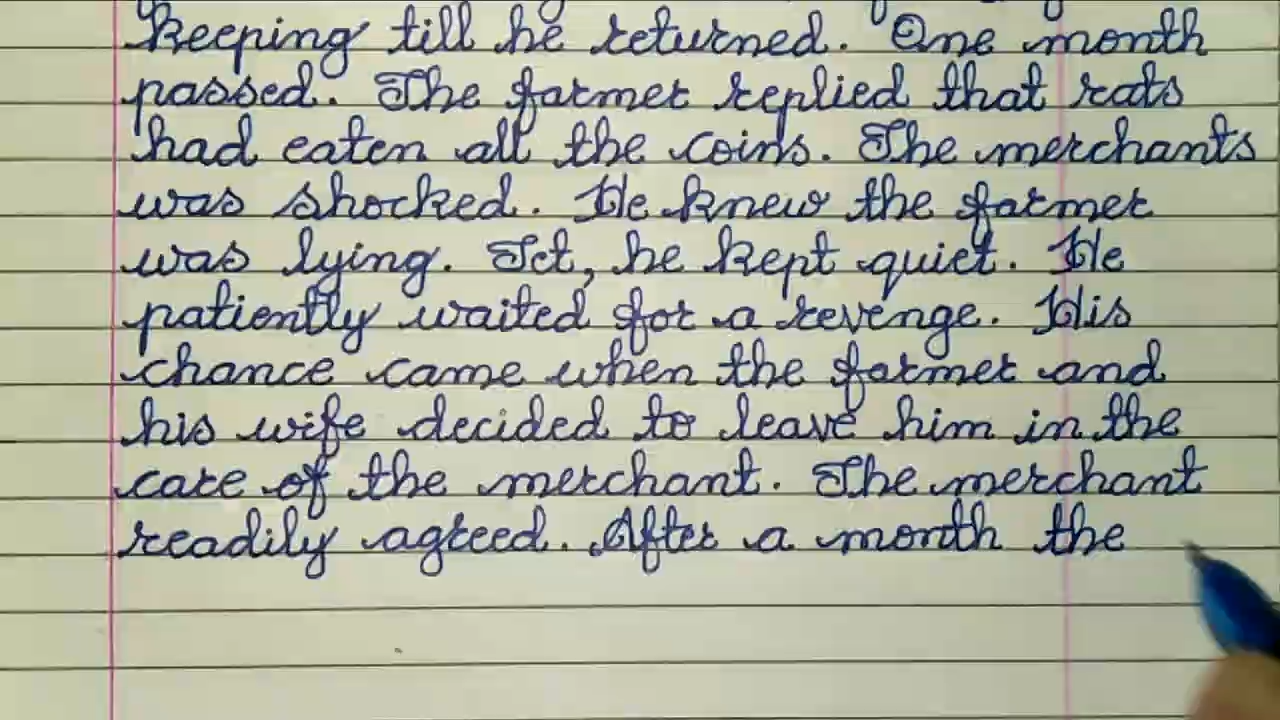 keeping till he returned. One month
passed. The farmer replied that rats
had eaten all the coins. The merchants
was shocked. He knew the farmer
was lying. Yet, he kept quiet. He
patiently waited for a revenge. His
chance came when the farmer and
his wife decided to leave him in the
care of the merchant. The merchant
readily agreed. After a month the